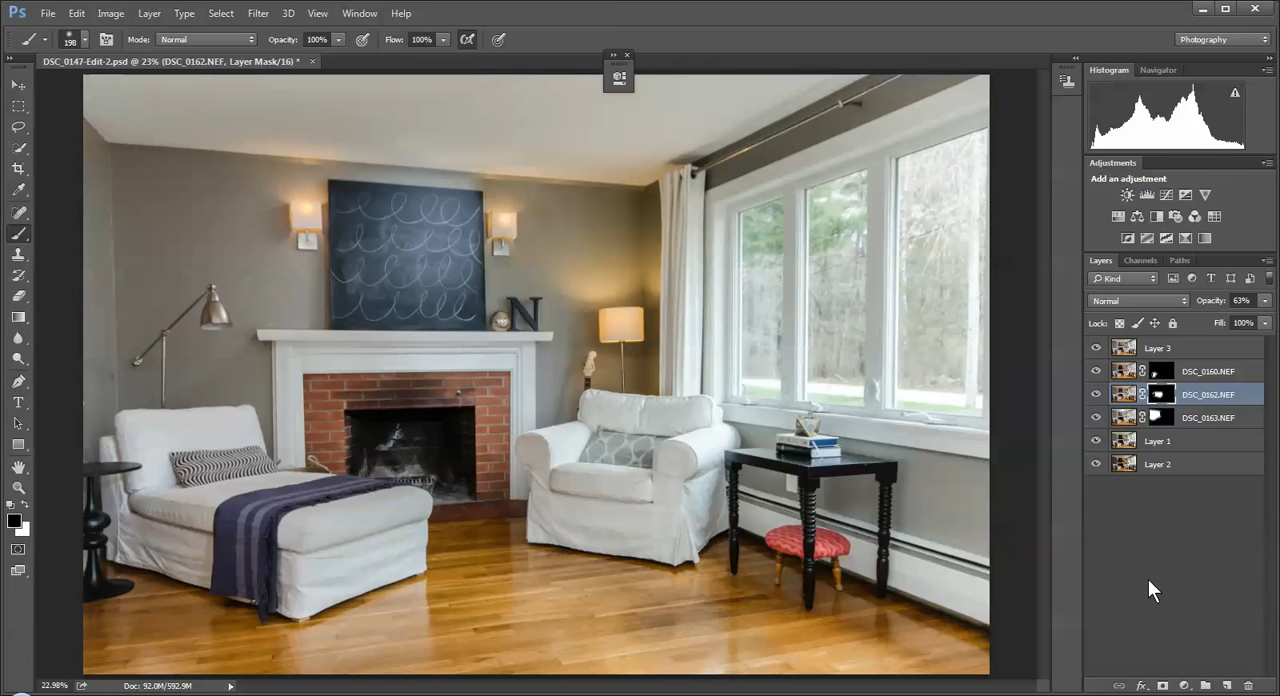 Ps File Edit Image Layer Type Select Filter 3D View Window Help
198 Mode: Normal Opacity: 100% Flow: 100% Photography
DSC_0147-Edit-2.psd @ 23% (DSC_0162.NEF, Layer Mask/16) *
Histogram Navigator
Adjustments
Add an adjustment
Layers Channels Paths
Kind
Normal Opacity: 63%
Lock: Fill: 100%
Layer 3
DSC_0160.NEF
DSC_0162.NEF
DSC_0163.NEF
Layer 1
Layer 2
N
22.98% Doc: 92.0M/592.9M